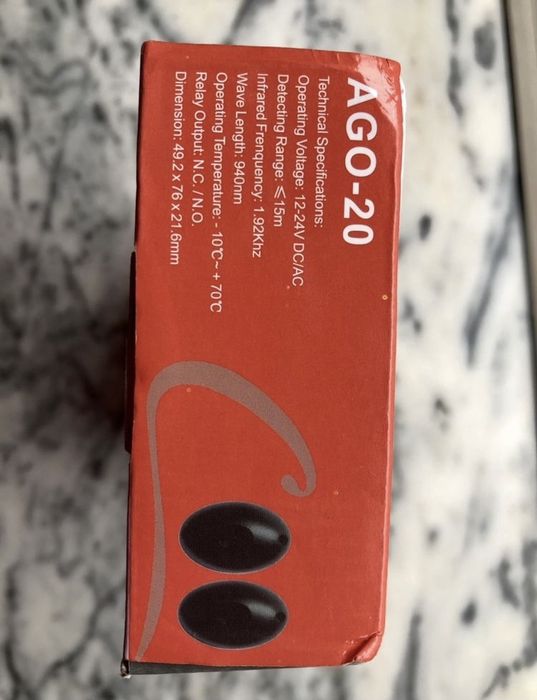 AGO-20
Technical Specifications:
Operating Voltage: 12-24V DC/AC
Detecting Range: ≤15m
Infrared Frenquency: 1.92Khz
Wave Length: 940nm
Operating Temperature: - 10℃~ + 70℃
Relay Output: N.C. / N.O.
Dimension: 49.2 x 76 x 21.6mm